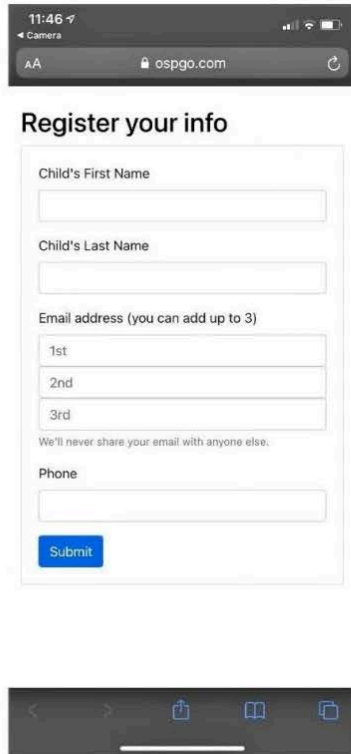 11:46
◀ Camera
AA ospgo.com
Register your info
Child's First Name
Child's Last Name
Email address (you can add up to 3)
1st
2nd
3rd
We'll never share your email with anyone else.
Phone
Submit